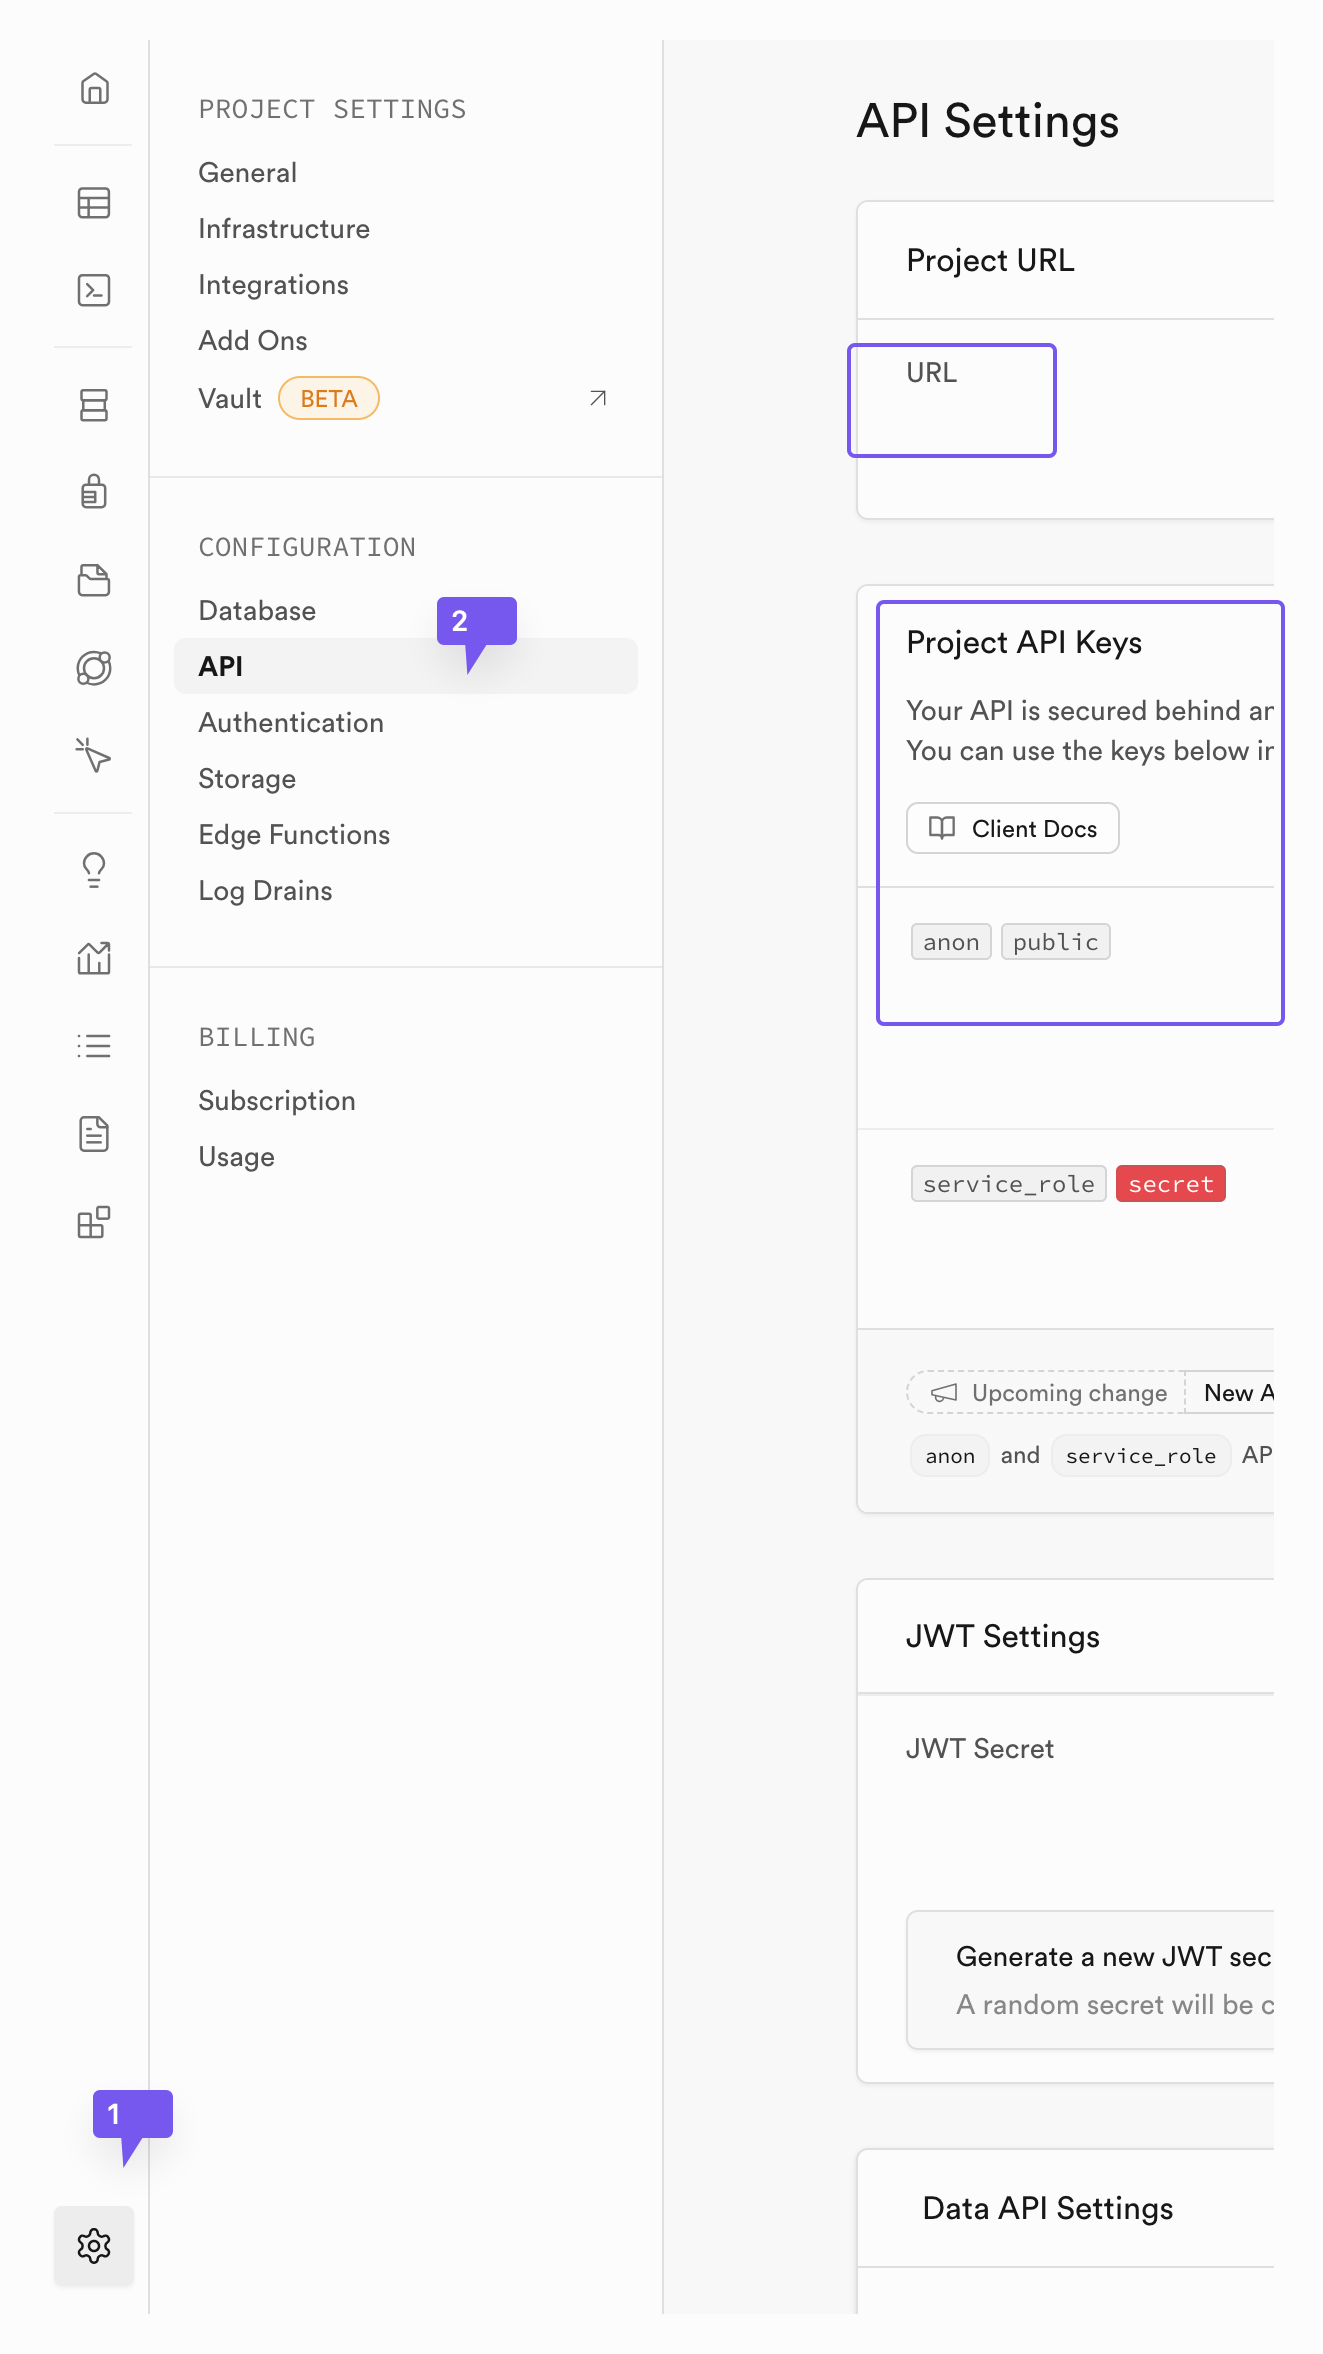 PROJECT SETTINGS
General
Infrastructure
Integrations
Add Ons
Vault BETA
CONFIGURATION
Database
2
API
Authentication
Storage
Edge Functions
Log Drains
BILLING
Subscription
Usage
1
API Settings
Project URL
URL
Project API Keys
Your API is secured behind an
You can use the keys below in
Client Docs
anon public
service_role secret
Upcoming change New A
anon and service_role AP
JWT Settings
JWT Secret
Generate a new JWT sec
A random secret will be c
Data API Settings